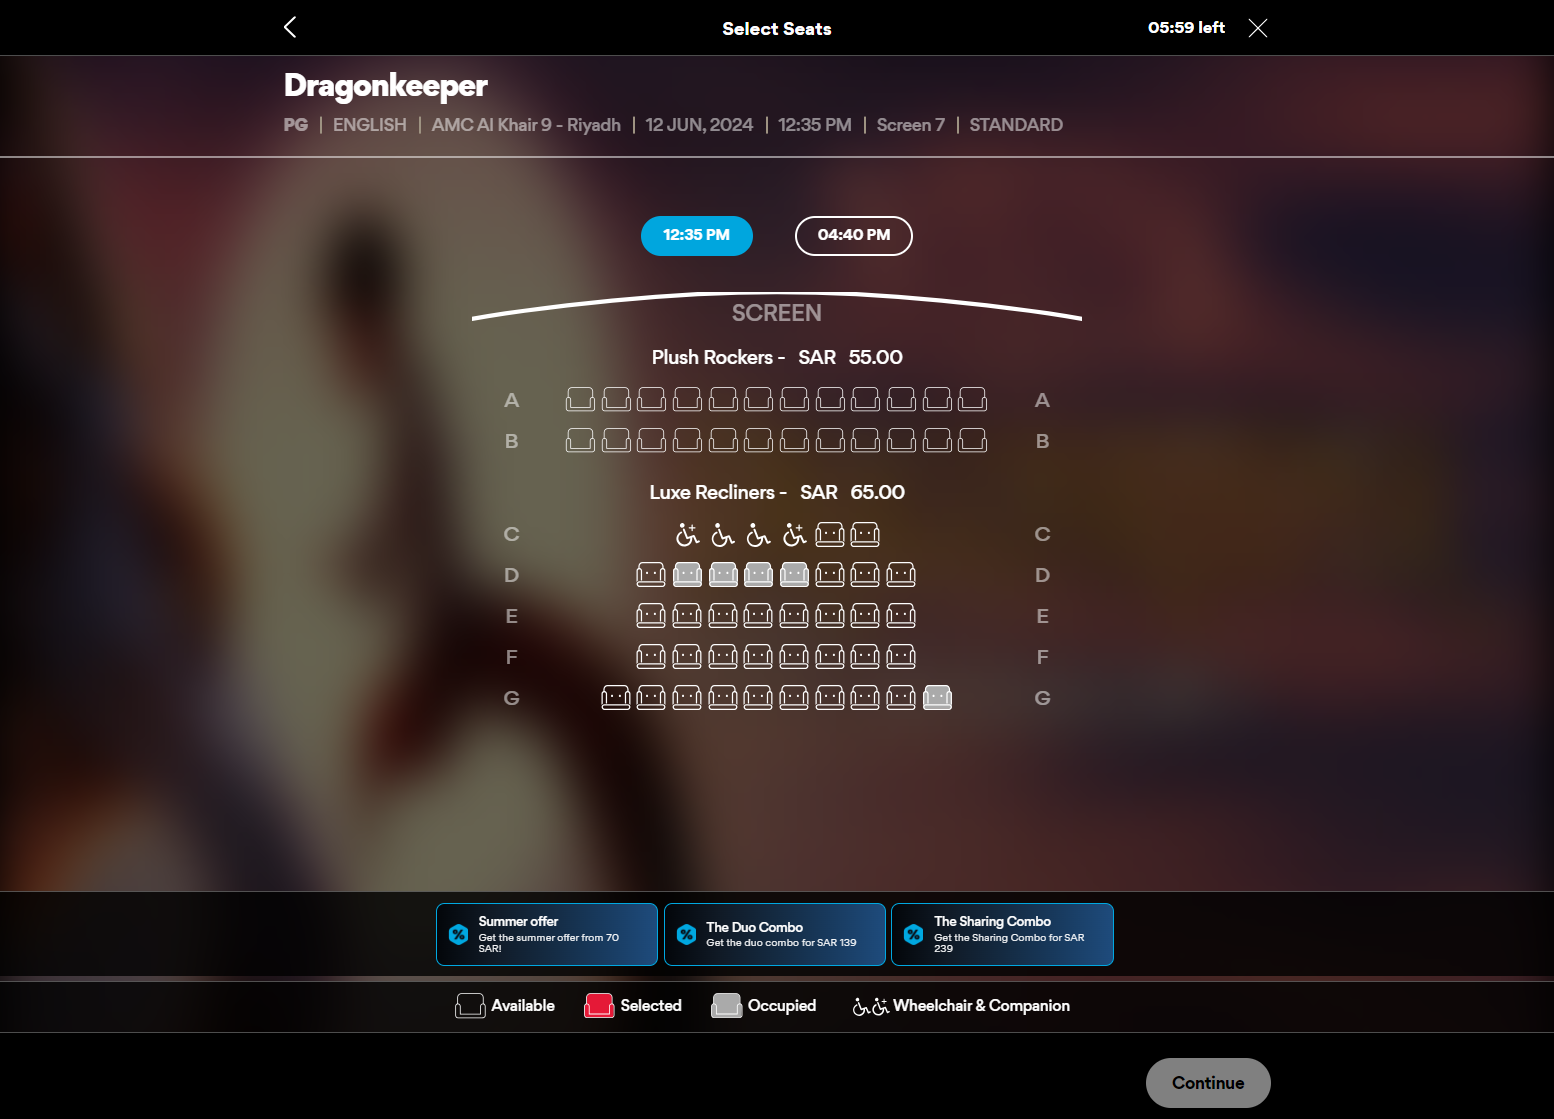 Select Seats
05:59 left
Dragonkeeper
PG | ENGLISH | AMC Al Khair 9 - Riyadh | 12 JUN, 2024 | 12:35 PM | Screen 7 | STANDARD
12:35 PM
04:40 PM
SCREEN
Plush Rockers - SAR 55.00
A A
B B
Luxe Recliners - SAR 65.00
C C
D D
E E
F F
G G
Summer offer
Get the summer offer from 70
SAR!
The Duo Combo
Get the duo combo for SAR 139
The Sharing Combo
Get the Sharing Combo for SAR
239
Available
Selected
Occupied
Wheelchair & Companion
Continue